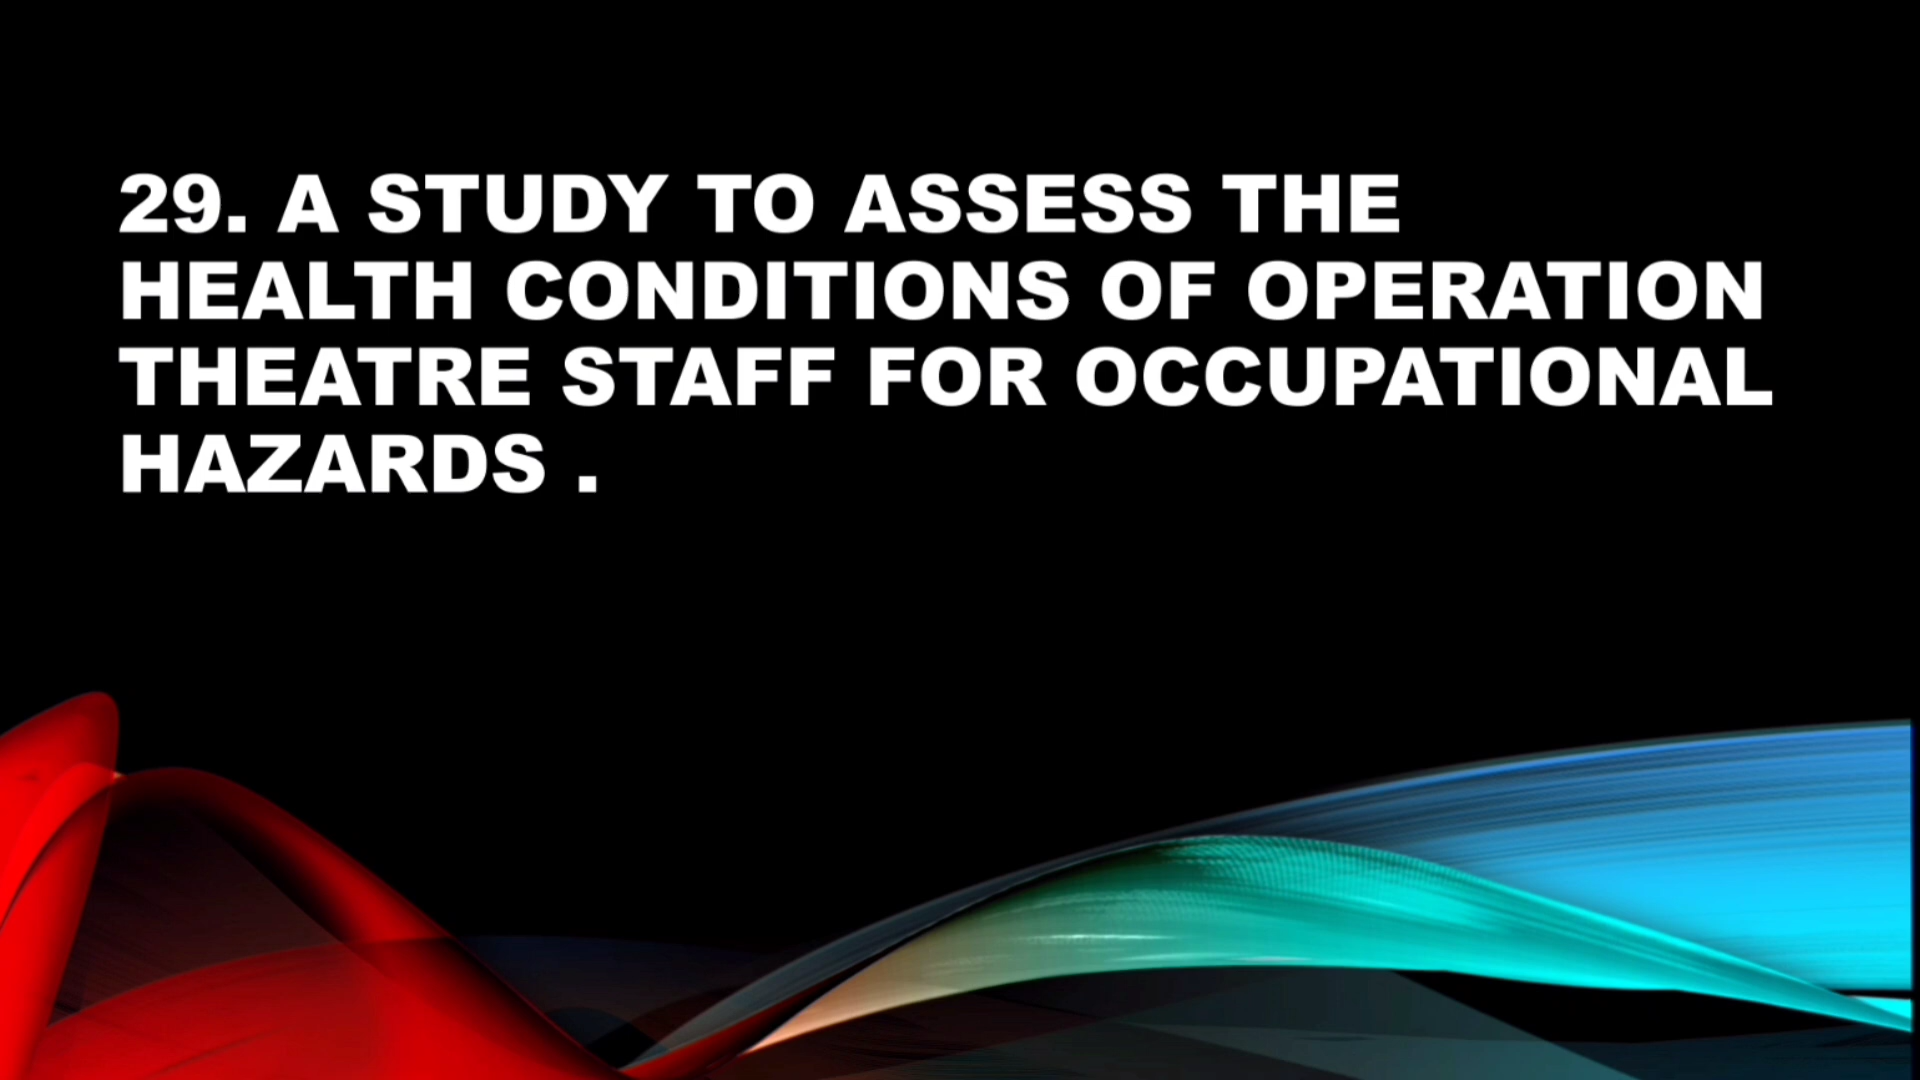 29. A STUDY TO ASSESS THE
HEALTH CONDITIONS OF OPERATION
THEATRE STAFF FOR OCCUPATIONAL
HAZARDS .